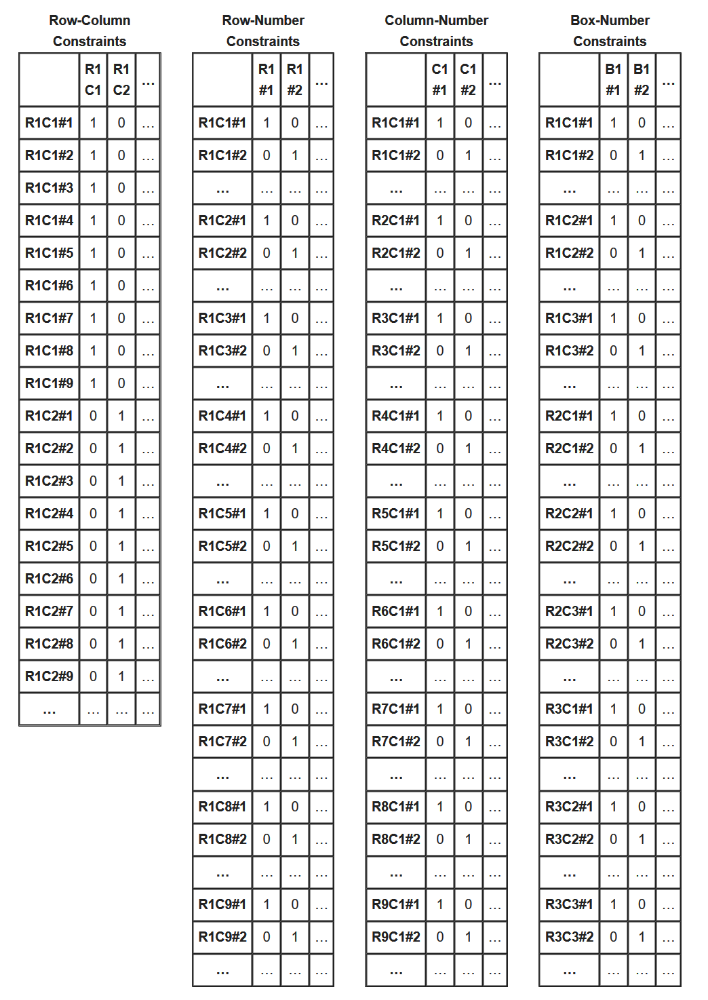 Row-Column
Constraints
R1 R1 …
C1 C2
R1C1#1 1 0 …
R1C1#2 1 0 …
R1C1#3 1 0 …
R1C1#4 1 0 …
R1C1#5 1 0 …
R1C1#6 1 0 …
R1C1#7 1 0 …
R1C1#8 1 0 …
R1C1#9 1 0 …
R1C2#1 0 1 …
R1C2#2 0 1 …
R1C2#3 0 1 …
R1C2#4 0 1 …
R1C2#5 0 1 …
R1C2#6 0 1 …
R1C2#7 0 1 …
R1C2#8 0 1 …
R1C2#9 0 1 …
… … … …
Row-Number
Constraints
R1 R1 …
#1 #2
R1C1#1 1 0 …
R1C1#2 0 1 …
… … … …
R1C2#1 1 0 …
R1C2#2 0 1 …
… … … …
R1C3#1 1 0 …
R1C3#2 0 1 …
… … … …
R1C4#1 1 0 …
R1C4#2 0 1 …
… … … …
R1C5#1 1 0 …
R1C5#2 0 1 …
… … … …
R1C6#1 1 0 …
R1C6#2 0 1 …
… … … …
R1C7#1 1 0 …
R1C7#2 0 1 …
… … … …
R1C8#1 1 0 …
R1C8#2 0 1 …
… … … …
R1C9#1 1 0 …
R1C9#2 0 1 …
… … … …
Column-Number
Constraints
C1 C1 …
#1 #2
R1C1#1 1 0 …
R1C1#2 0 1 …
… … … …
R2C1#1 1 0 …
R2C1#2 0 1 …
… … … …
R3C1#1 1 0 …
R3C1#2 0 1 …
… … … …
R4C1#1 1 0 …
R4C1#2 0 1 …
… … … …
R5C1#1 1 0 …
R5C1#2 0 1 …
… … … …
R6C1#1 1 0 …
R6C1#2 0 1 …
… … … …
R7C1#1 1 0 …
R7C1#2 0 1 …
… … … …
R8C1#1 1 0 …
R8C1#2 0 1 …
… … … …
R9C1#1 1 0 …
R9C1#2 0 1 …
… … … …
Box-Number
Constraints
B1 B1 …
#1 #2
R1C1#1 1 0 …
R1C1#2 0 1 …
… … … …
R1C2#1 1 0 …
R1C2#2 0 1 …
… … … …
R1C3#1 1 0 …
R1C3#2 0 1 …
… … … …
R2C1#1 1 0 …
R2C1#2 0 1 …
… … … …
R2C2#1 1 0 …
R2C2#2 0 1 …
… … … …
R2C3#1 1 0 …
R2C3#2 0 1 …
… … … …
R3C1#1 1 0 …
R3C1#2 0 1 …
… … … …
R3C2#1 1 0 …
R3C2#2 0 1 …
… … … …
R3C3#1 1 0 …
R3C3#2 0 1 …
… … … …